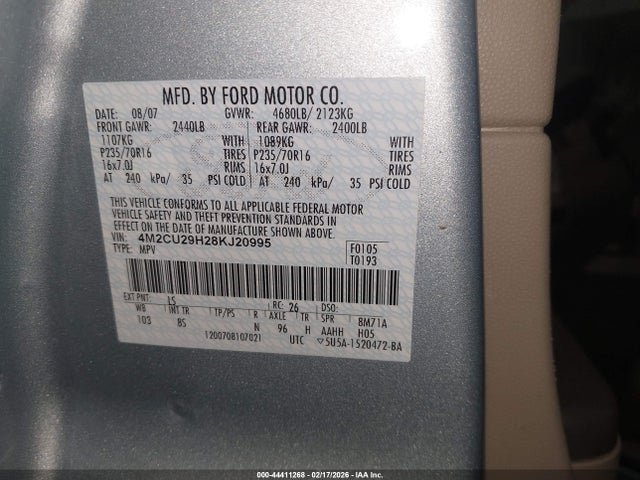 MFD. BY FORD MOTOR CO.
DATE: 08/07 GVWR: 4680LB/ 2123KG
FRONT GAWR: 2440LB REAR GAWR: 2400LB
1107KG WITH 1089KG WITH
P235/70R16 TIRES P235/70R16 TIRES
16x7.0J RIMS 16x7.0J RIMS
AT 240 kPa/ 35 PSI COLD AT 240 kPa/ 35 PSI COLD
THIS VEHICLE CONFORMS TO ALL APPLICABLE FEDERAL MOTOR
VEHICLE SAFETY AND THEFT PREVENTION STANDARDS IN
EFFECT ON THE DATE OF MANUFACTURE SHOWN ABOVE.
VIN: 4M2CU29H28KJ20995 F0105
TYPE: MPV T0193
EXT PNT: LS RC: 26 DSO:
WB INT TR TP/PS R AXLE TR SPR BM71A
103 8S N 96 H AAHH H05
1200708107021 UTC ▽5U5A-1520472-BA
000-44411268 - 02/17/2026 - IAA Inc.